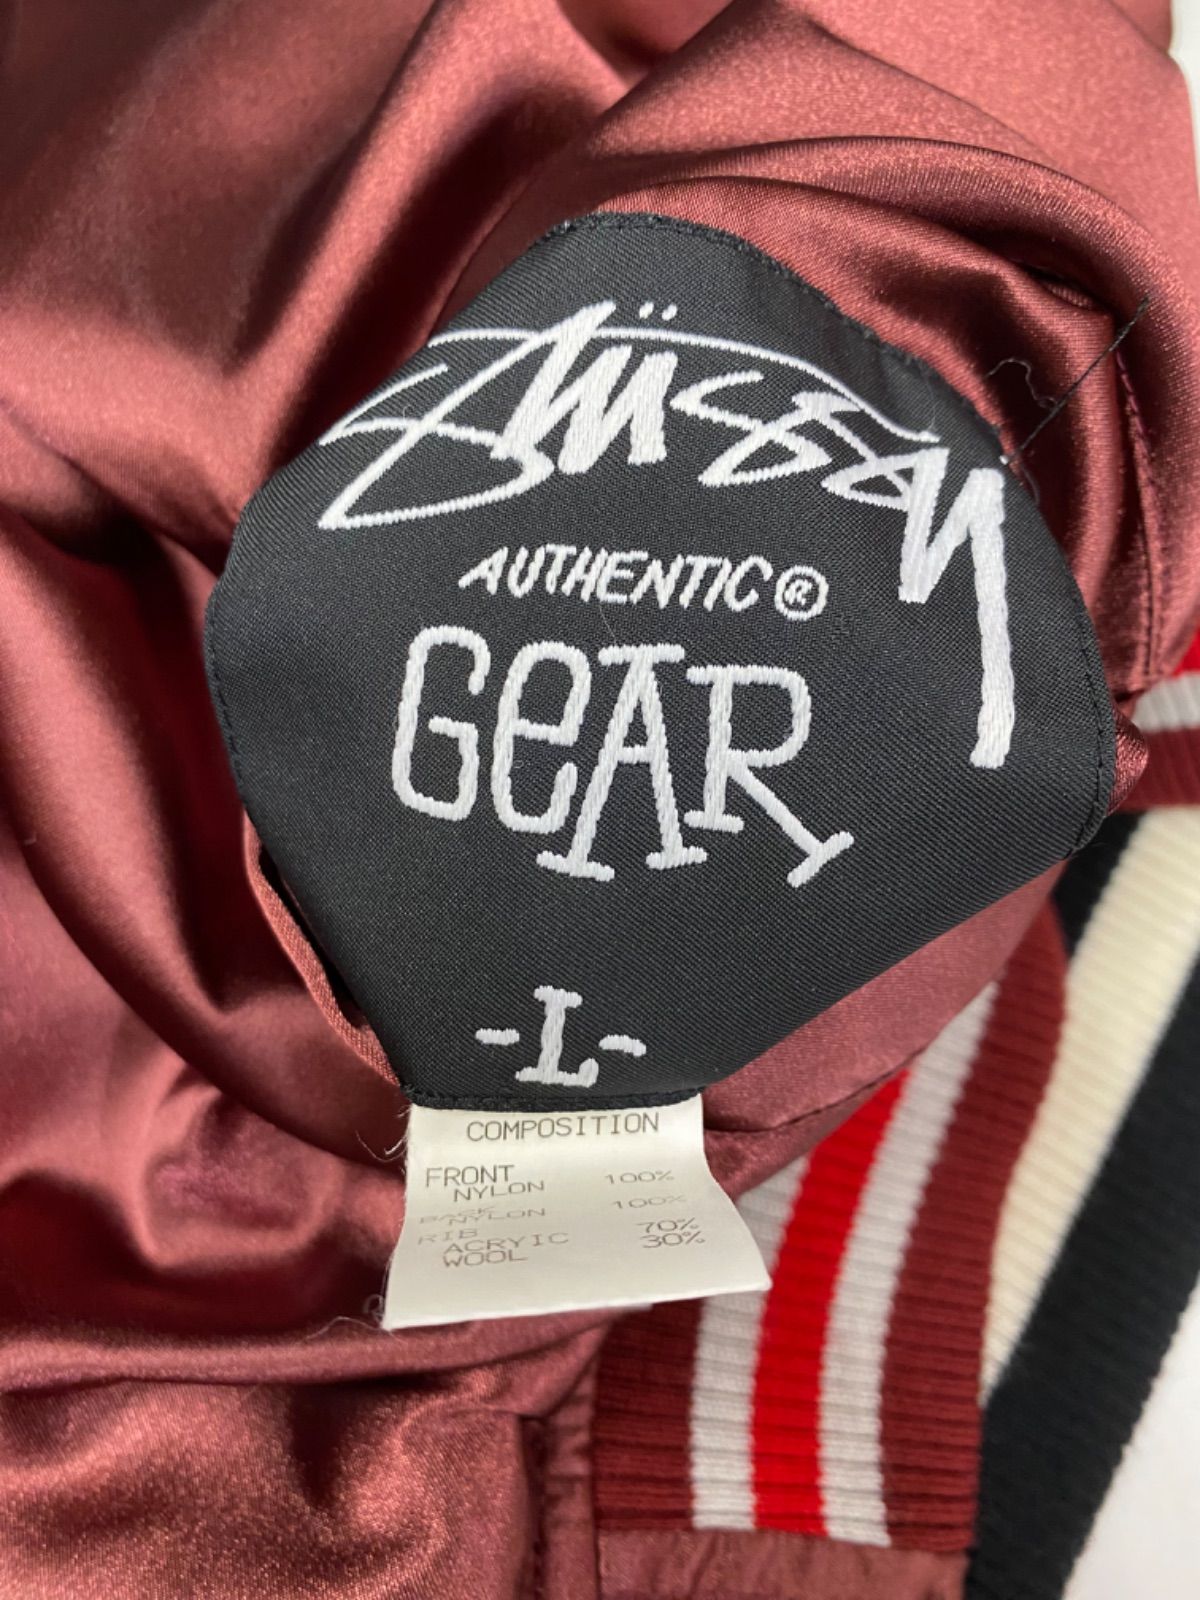 Stüssy
AUTHENTIC®
GeAR
-L-
COMPOSITION
FRONT
NYLON 100%
BACK
NYLON 100%
RIB
ACRYIC 70%
WOOL 30%